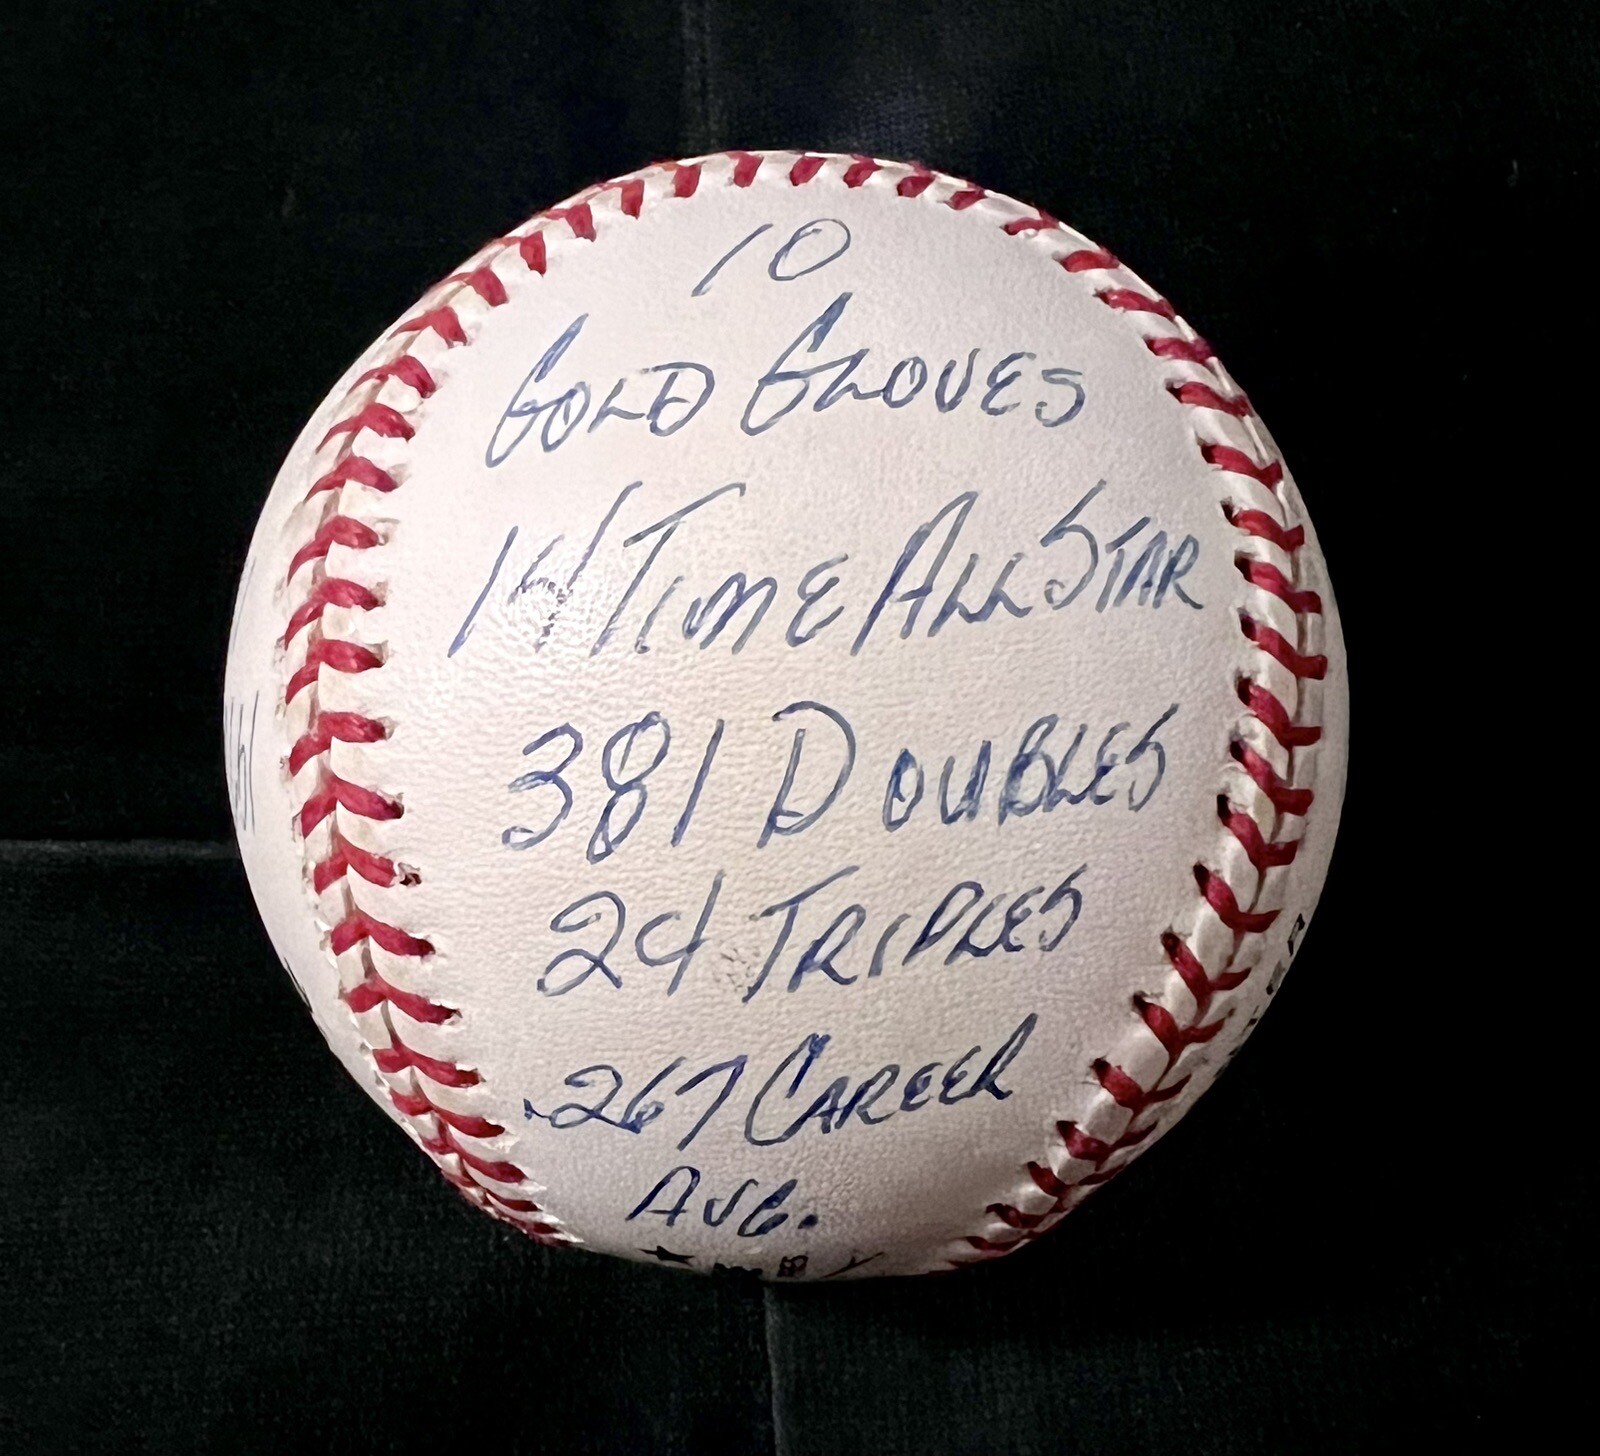 10
GOLD GLOVES
14 TIME ALL STAR
381 DOUBLES
24 TRIPLES
.267 CAREER
AVG.